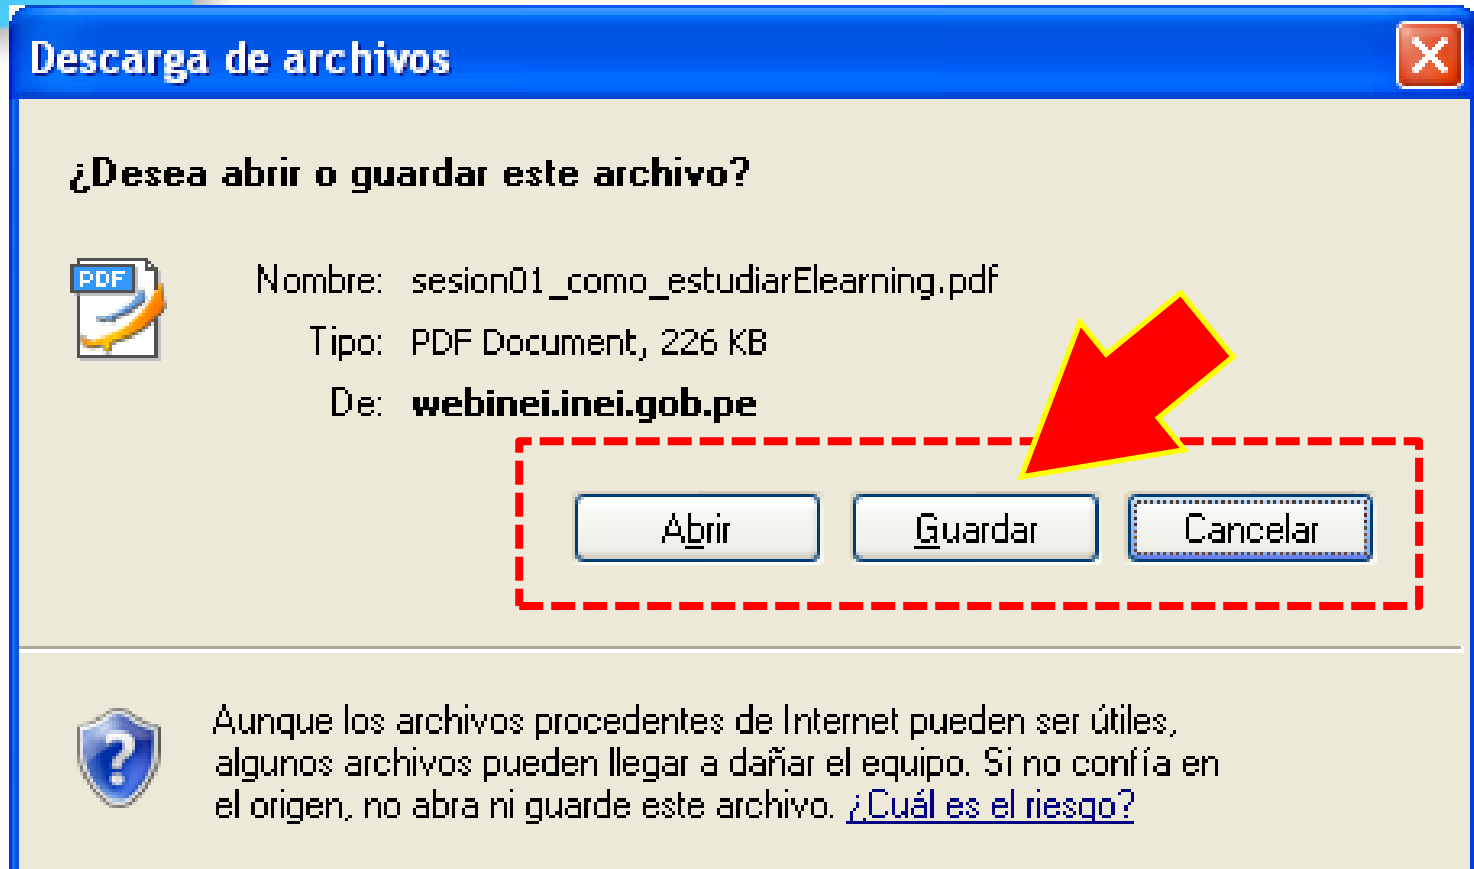 Descarga de archivos
¿Desea abrir o guardar este archivo?
PDF
Nombre: sesion01_como_estudiarElearning.pdf
Tipo: PDF Document, 226 KB
De: webinei.inei.gob.pe
Abrir Guardar Cancelar
Aunque los archivos procedentes de Internet pueden ser útiles,
algunos archivos pueden llegar a dañar el equipo. Si no confía en
el origen, no abra ni guarde este archivo. ¿Cuál es el riesgo?